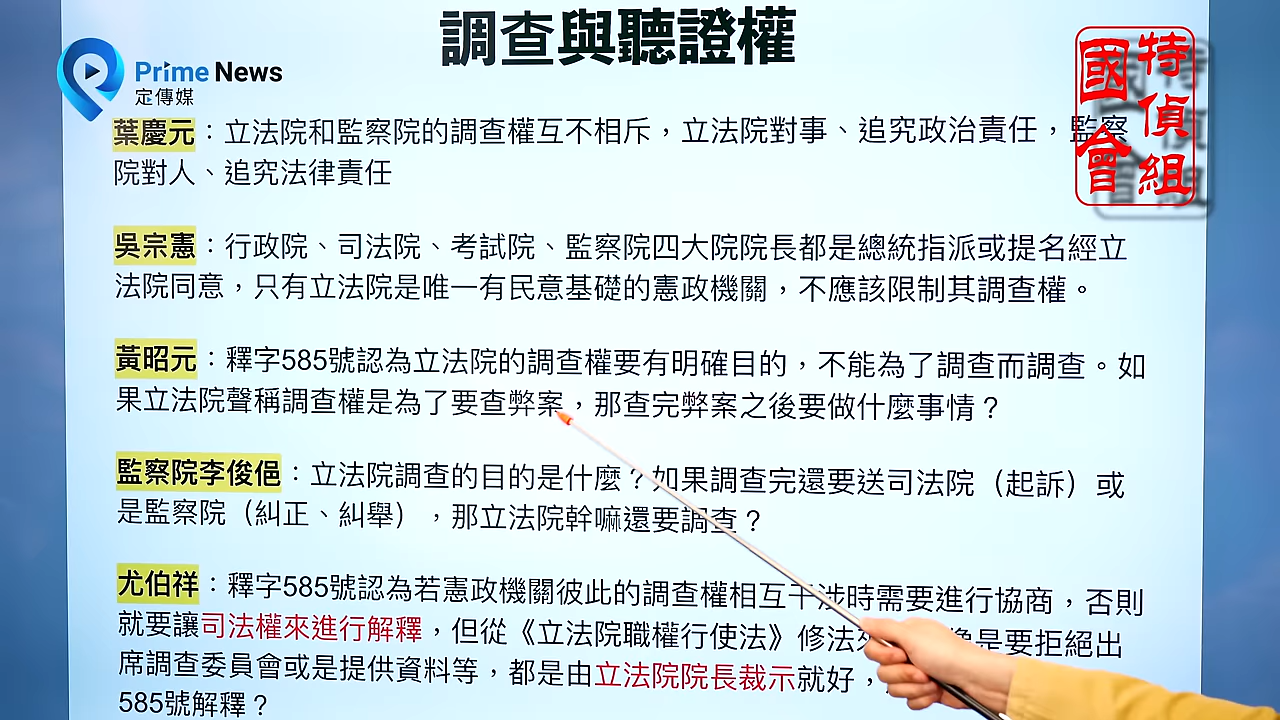 調查與聽證權
Prime News
定傳媒
國會
特偵組
葉慶元：立法院和監察院的調查權互不相斥，立法院對事、追究政治責任，監察
院對人、追究法律責任
吳宗憲：行政院、司法院、考試院、監察院四大院院長都是總統指派或提名經立
法院同意，只有立法院是唯一有民意基礎的憲政機關，不應該限制其調查權。
黃昭元：釋字585號認為立法院的調查權要有明確目的，不能為了調查而調查。如
果立法院聲稱調查權是為了要查弊案，那查完弊案之後要做什麼事情？
監察院李俊俋：立法院調查的目的是什麼？如果調查完還要送司法院（起訴）或
是監察院（糾正、糾舉），那立法院幹嘛還要調查？
尤伯祥：釋字585號認為若憲政機關彼此的調查權相互干涉時需要進行協商，否則
就要讓司法權來進行解釋，但從《立法院職權行使法》修法 是要拒絕出
席調查委員會或是提供資料等，都是由立法院院長裁示就好，
585號解釋？